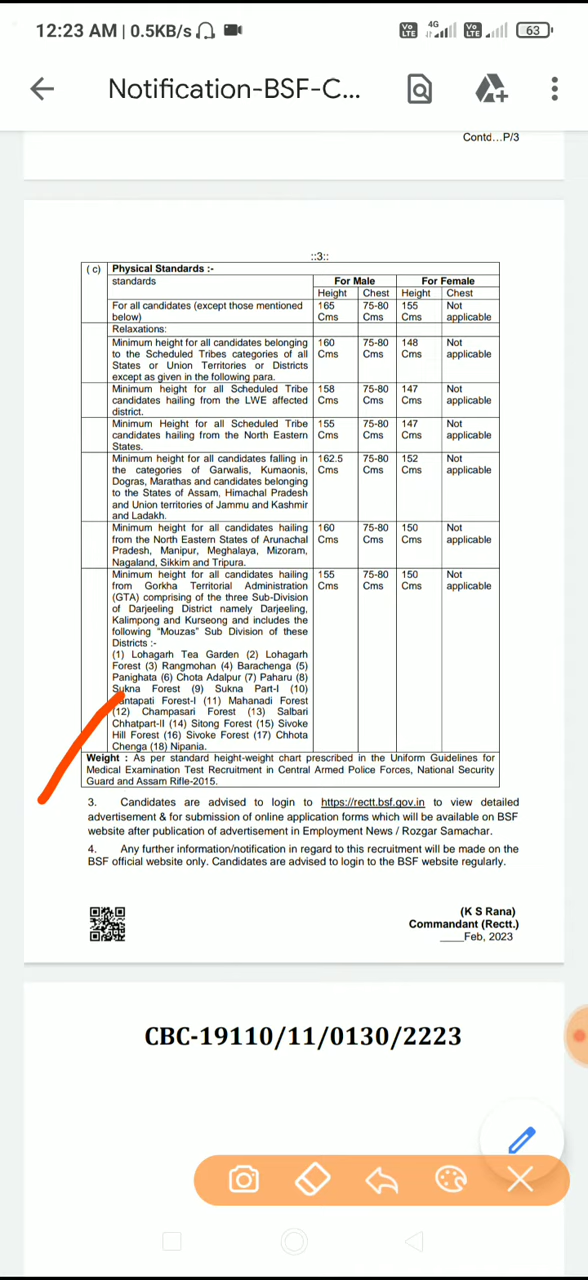 12:23 AM | 0.5KB/s
Vo LTE 4G Vo LTE 63
Notification-BSF-C...
Contd...P/3
::3::
(c) Physical Standards :-
standards For Male For Female
Height Chest Height Chest
For all candidates (except those mentioned below) 165 Cms 75-80 Cms 155 Cms Not applicable
Relaxations:
Minimum height for all candidates belonging 160 75-80 148 Not
to the Scheduled Tribes categories of all Cms Cms Cms applicable
States or Union Territories or Districts
except as given in the following para.
Minimum height for all Scheduled Tribe 158 75-80 147 Not
candidates hailing from the LWE affected Cms Cms Cms applicable
district.
Minimum Height for all Scheduled Tribe 155 75-80 147 Not
candidates hailing from the North Eastern Cms Cms Cms applicable
States.
Minimum height for all candidates falling in 162.5 75-80 152 Not
the categories of Garwalis, Kumaonis, Cms Cms Cms applicable
Dogras, Marathas and candidates belonging
to the States of Assam, Himachal Pradesh
and Union territories of Jammu and Kashmir
and Ladakh.
Minimum height for all candidates hailing 160 75-80 150 Not
from the North Eastern States of Arunachal Cms Cms Cms applicable
Pradesh, Manipur, Meghalaya, Mizoram,
Nagaland, Sikkim and Tripura.
Minimum height for all candidates hailing 155 75-80 150 Not
from Gorkha Territorial Administration Cms Cms Cms applicable
(GTA) comprising of the three Sub-Division
of Darjeeling District namely Darjeeling,
Kalimpong and Kurseong and includes the
following "Mouzas" Sub Division of these
Districts :-
(1) Lohagarh Tea Garden (2) Lohagarh
Forest (3) Rangmohan (4) Barachenga (5)
Panighata (6) Chota Adalpur (7) Paharu (8)
Sukna Forest (9) Sukna Part-I (10)
Forest-I (11) Mahanadi Forest
(12) Champasari Forest (13) Salbari
Chhatpart-II (14) Sitong Forest (15) Sivoke
Hill Forest (16) Sivoke Forest (17) Chhota
Chenga (18) Nipania.
Weight : As per standard height-weight chart prescribed in the Uniform Guidelines for
Medical Examination Test Recruitment in Central Armed Police Forces, National Security
Guard and Assam Rifle-2015.
3. Candidates are advised to login to https://rectt.bsf.gov.in to view detailed
advertisement & for submission of online application forms which will be available on BSF
website after publication of advertisement in Employment News / Rozgar Samachar.
4. Any further information/notification in regard to this recruitment will be made on the
BSF official website only. Candidates are advised to login to the BSF website regularly.
(K S Rana)
Commandant (Rectt.)
____Feb, 2023
CBC-19110/11/0130/2223